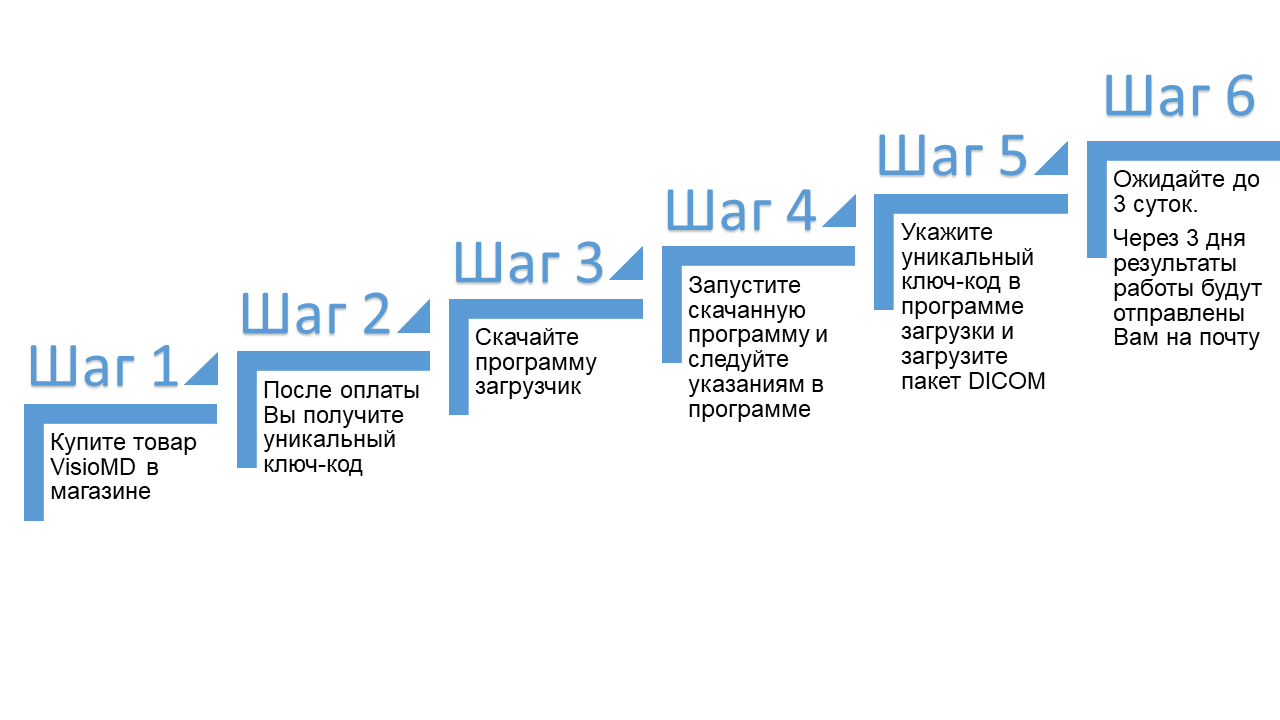 Шаг 1
Купите товар
VisioMD в
магазине
Шаг 2
После оплаты
Вы получите
уникальный
ключ-код
Шаг 3
Скачайте
программу
загрузчик
Шаг 4
Запустите
скачанную
программу и
следуйте
указаниям в
программе
Шаг 5
Укажите
уникальный
ключ-код в
программе
загрузки и
загрузите
пакет DICOM
Шаг 6
Ожидайте до
3 суток.
Через 3 дня
результаты
работы будут
отправлены
Вам на почту